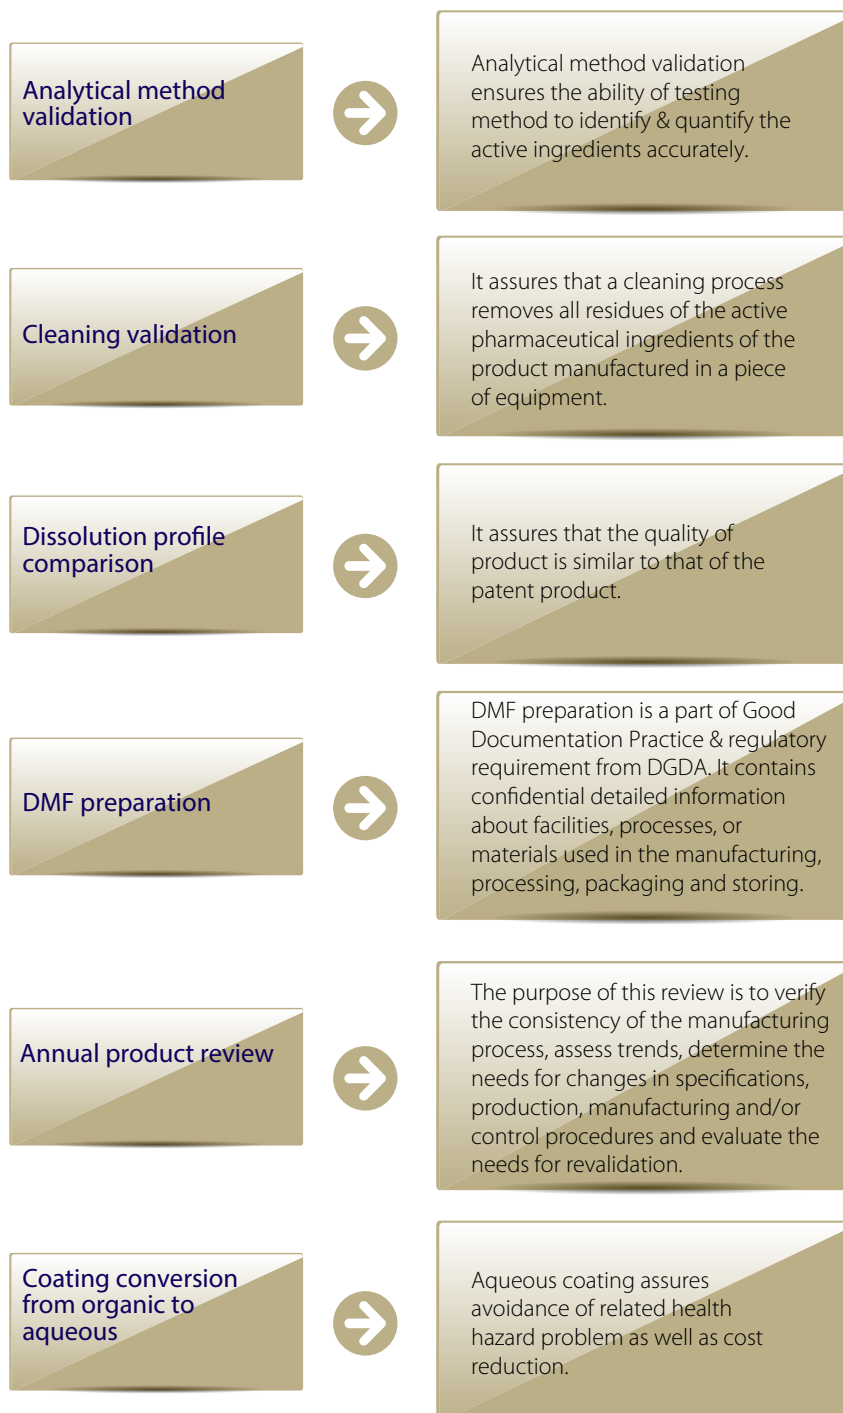 Analytical method
validation
Analytical method validation
ensures the ability of testing
method to identify & quantify the
active ingredients accurately.
Cleaning validation
It assures that a cleaning process
removes all residues of the active
pharmaceutical ingredients of the
product manufactured in a piece
of equipment.
Dissolution profile
comparison
It assures that the quality of
product is similar to that of the
patent product.
DMF preparation
DMF preparation is a part of Good
Documentation Practice & regulatory
requirement from DGDA. It contains
confidential detailed information
about facilities, processes, or
materials used in the manufacturing,
processing, packaging and storing.
Annual product review
The purpose of this review is to verify
the consistency of the manufacturing
process, assess trends, determine the
needs for changes in specifications,
production, manufacturing and/or
control procedures and evaluate the
needs for revalidation.
Coating conversion
from organic to
aqueous
Aqueous coating assures
avoidance of related health
hazard problem as well as cost
reduction.